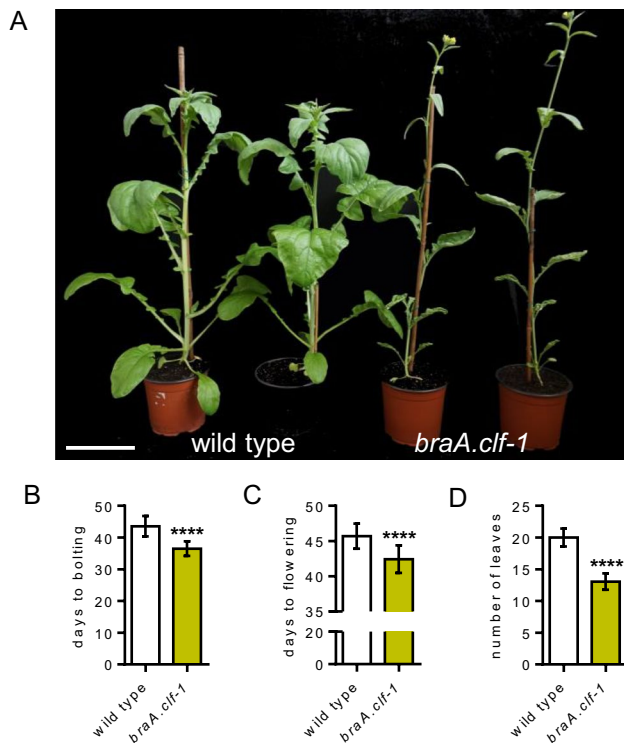 A
wild type
braA.clf-1
B
days to bolting
50
40
30
20
10
0
****
wild type
braA.clf-1
C
days to flowering
45
40
35
20
0
****
wild type
braA.clf-1
D
number of leaves
25
20
15
10
5
0
****
wild type
braA.clf-1